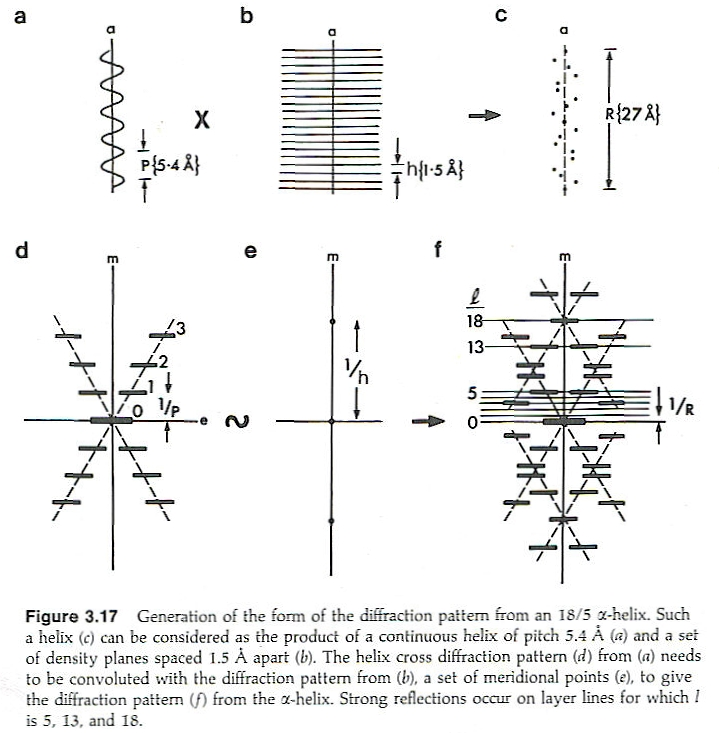 a
b
c
a
a
a
X
P{5·4 Å}
h{1·5 Å}
R{27 Å}
d
e
f
m
m
m
3
2
1
0
1/P
e
1/h
ℓ
18
13
5
0
1/R
∼
Figure 3.17 Generation of the form of the diffraction pattern from an 18/5 α-helix. Such
a helix (c) can be considered as the product of a continuous helix of pitch 5.4 Å (a) and a set
of density planes spaced 1.5 Å apart (b). The helix cross diffraction pattern (d) from (a) needs
to be convoluted with the diffraction pattern from (b), a set of meridional points (e), to give
the diffraction pattern (f) from the α-helix. Strong reflections occur on layer lines for which l
is 5, 13, and 18.